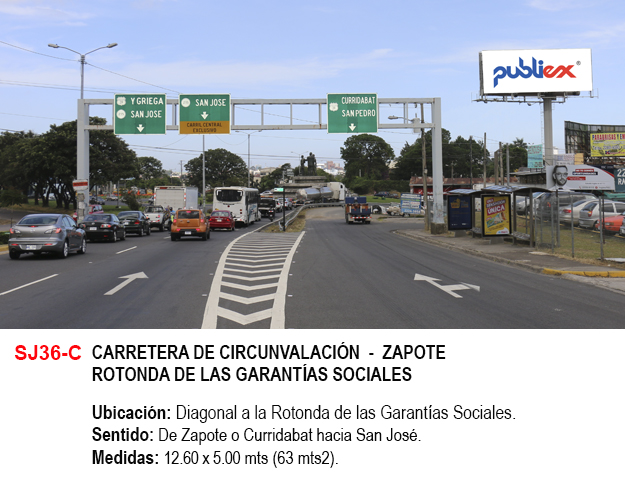 publiex®
Y GRIEGA
SAN JOSE
SAN JOSE
CARRIL CENTRAL
EXCLUSIVO
CURRIDABAT
SAN PEDRO
SJ36-C
CARRETERA DE CIRCUNVALACIÓN - ZAPOTE
ROTONDA DE LAS GARANTÍAS SOCIALES
Ubicación: Diagonal a la Rotonda de las Garantías Sociales.
Sentido: De Zapote o Curridabat hacia San José.
Medidas: 12.60 x 5.00 mts (63 mts2).